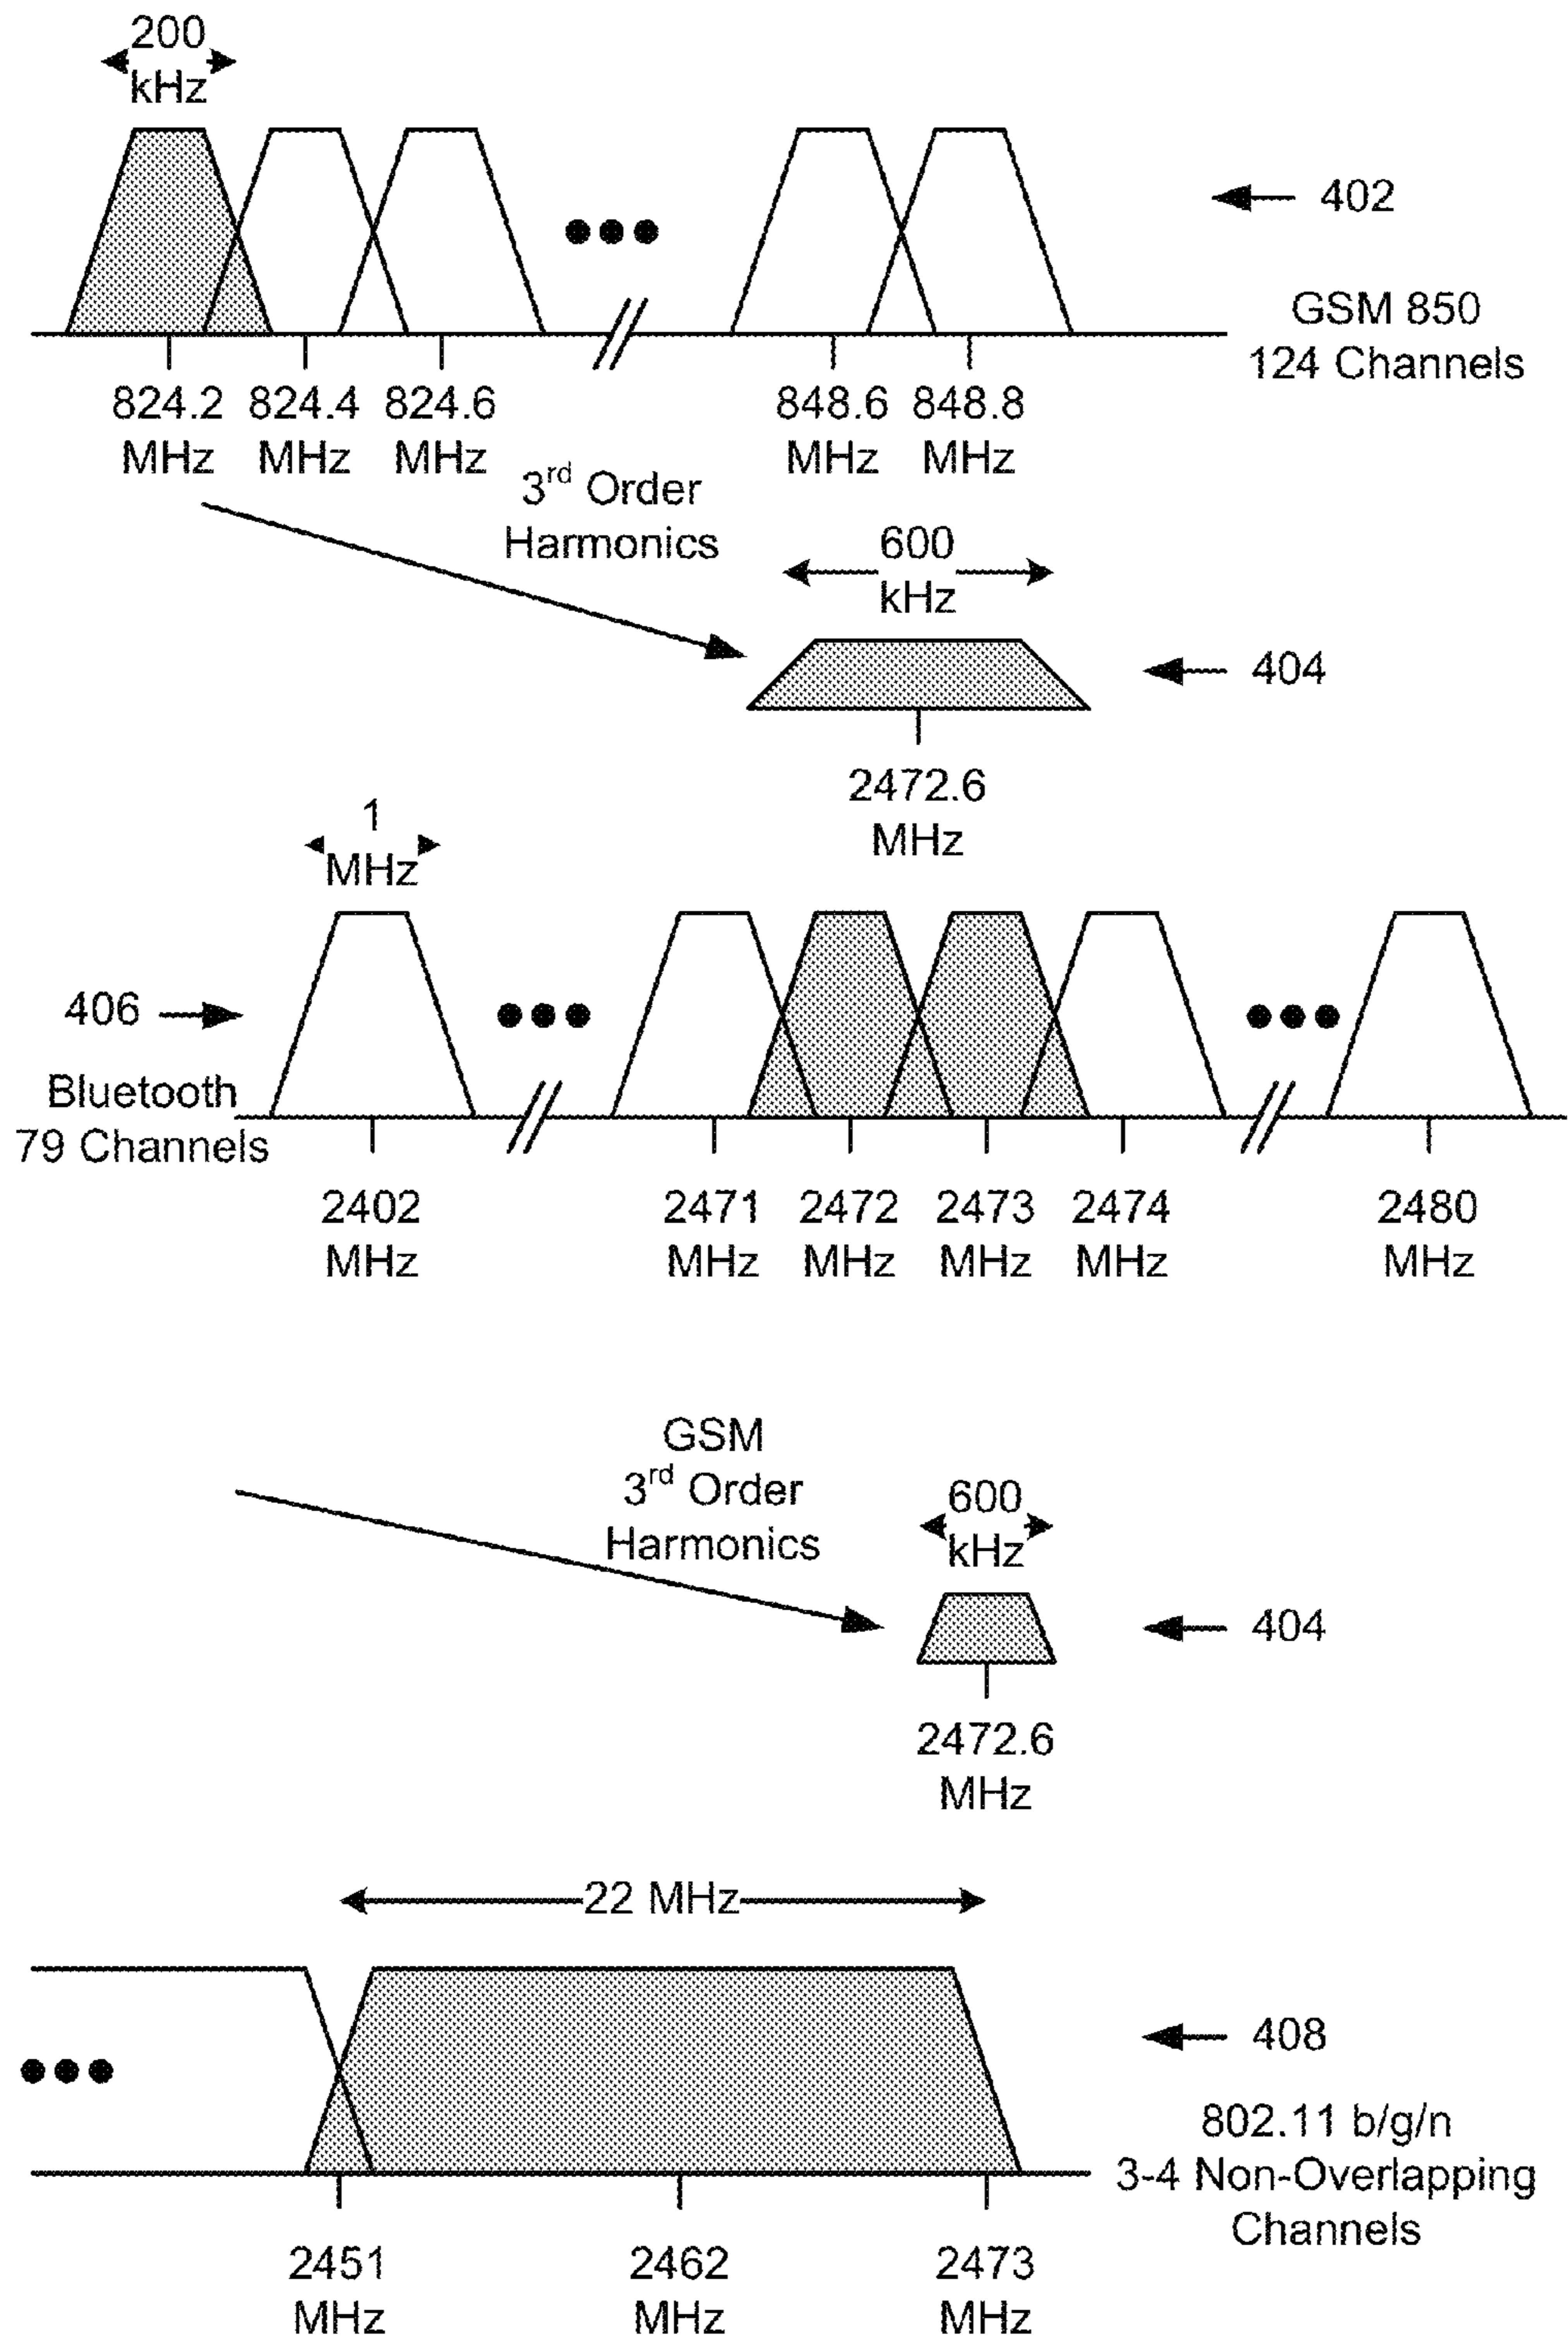 200
kHz
402
GSM 850
124 Channels
824.2 824.4 824.6 848.6 848.8
MHz MHz MHz MHz MHz
3rd Order
Harmonics
600
kHz
404
2472.6
MHz
1
MHz
406
Bluetooth
79 Channels
2402 2471 2472 2473 2474 2480
MHz MHz MHz MHz MHz MHz
GSM
3rd Order
Harmonics
600
kHz
404
2472.6
MHz
22 MHz
408
802.11 b/g/n
3-4 Non-Overlapping
Channels
2451 2462 2473
MHz MHz MHz